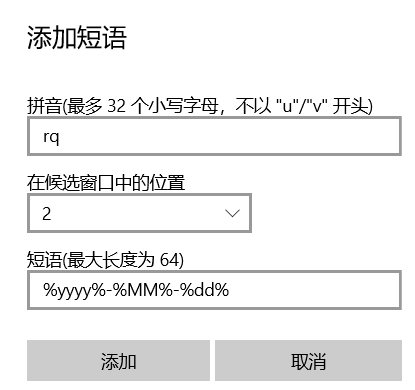 添加短语
拼音(最多 32 个小写字母，不以 "u"/"v" 开头)
rq
在候选窗口中的位置
2
短语(最大长度为 64)
%yyyy%-%MM%-%dd%
添加
取消